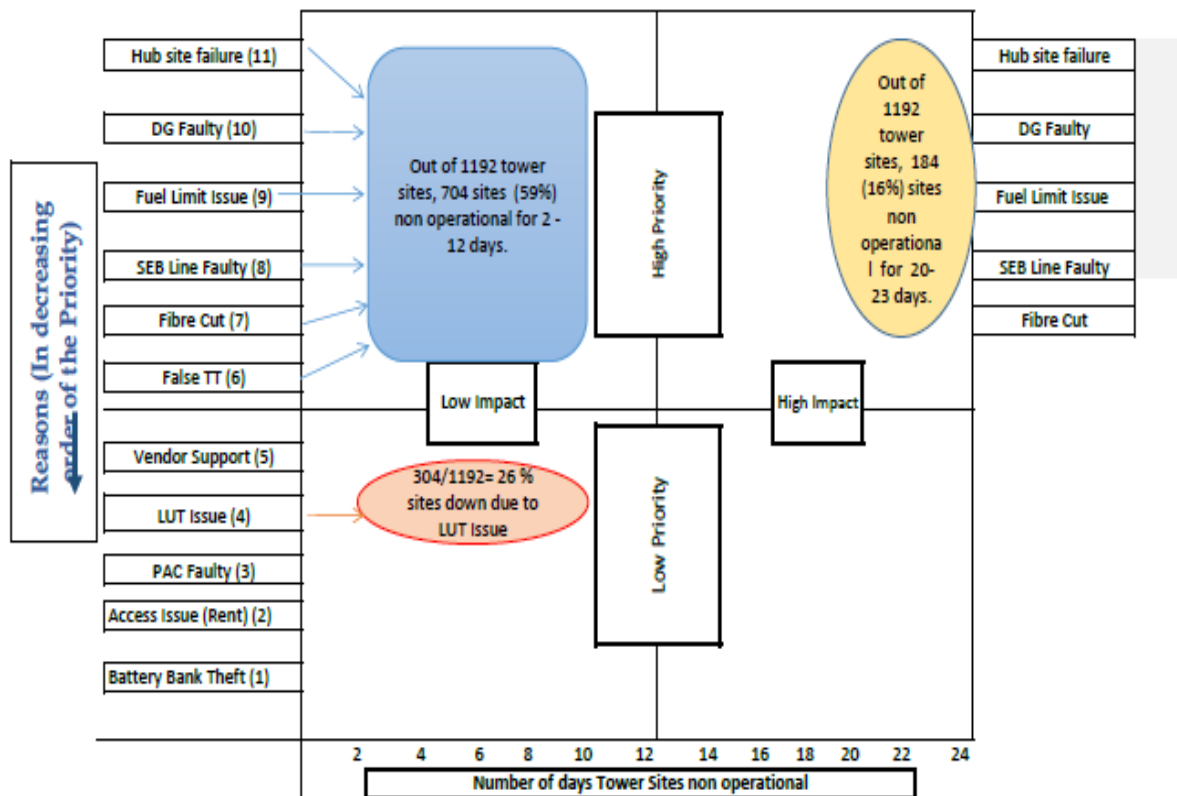 Reasons (In decreasing
order of the Priority)
Hub site failure (11)
DG Faulty (10)
Fuel Limit Issue (9)
SEB Line Faulty (8)
Fibre Cut (7)
False TT (6)
Vendor Support (5)
LUT Issue (4)
PAC Faulty (3)
Access Issue (Rent) (2)
Battery Bank Theft (1)
Out of 1192 tower
sites, 704 sites (59%)
non operational for 2 -
12 days.
High Priority
Out of
1192
tower
sites, 184
(16%) sites
non
operationa
l for 20-
23 days.
Hub site failure
DG Faulty
Fuel Limit Issue
SEB Line Faulty
Fibre Cut
Low Impact
High Impact
304/1192= 26 %
sites down due to
LUT Issue
Low Priority
2 4 6 8 10 12 14 16 18 20 22 24
Number of days Tower Sites non operational